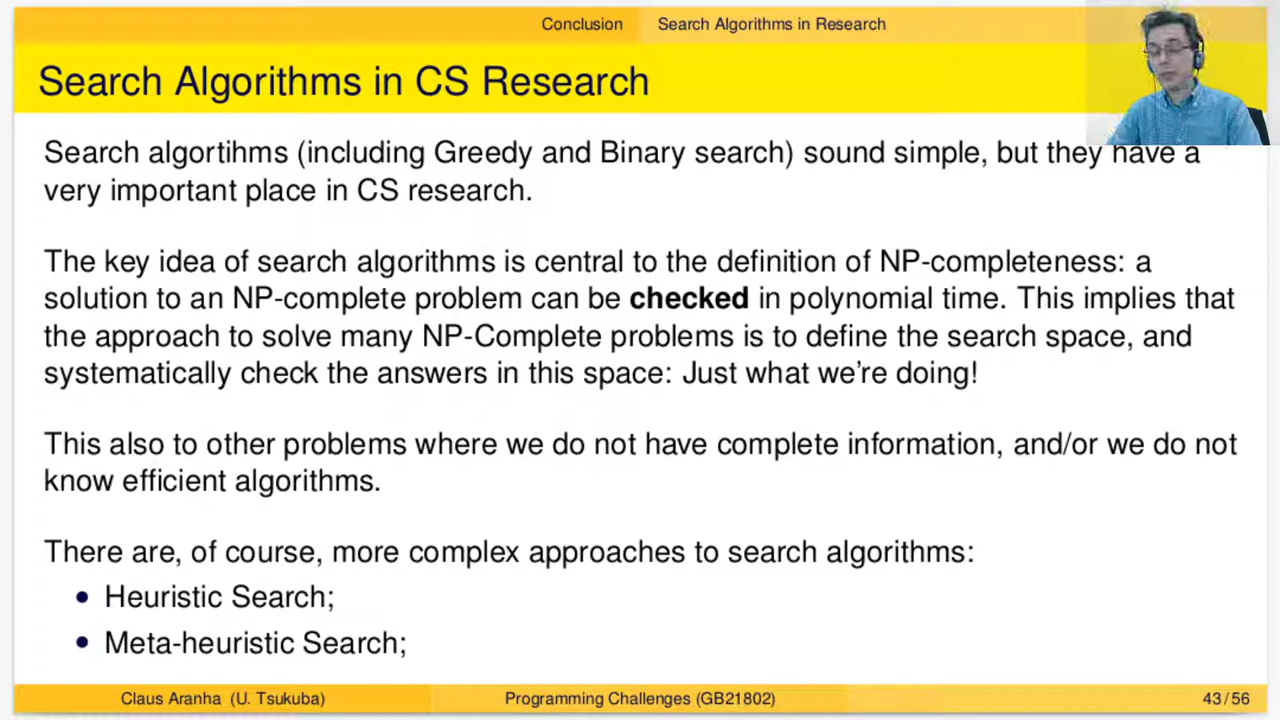 Conclusion Search Algorithms in Research
Search Algorithms in CS Research
Search algortihms (including Greedy and Binary search) sound simple, but they have a
very important place in CS research.
The key idea of search algorithms is central to the definition of NP-completeness: a
solution to an NP-complete problem can be checked in polynomial time. This implies that
the approach to solve many NP-Complete problems is to define the search space, and
systematically check the answers in this space: Just what we're doing!
This also to other problems where we do not have complete information, and/or we do not
know efficient algorithms.
There are, of course, more complex approaches to search algorithms:
• Heuristic Search;
• Meta-heuristic Search;
Claus Aranha (U. Tsukuba) Programming Challenges (GB21802) 43 / 56